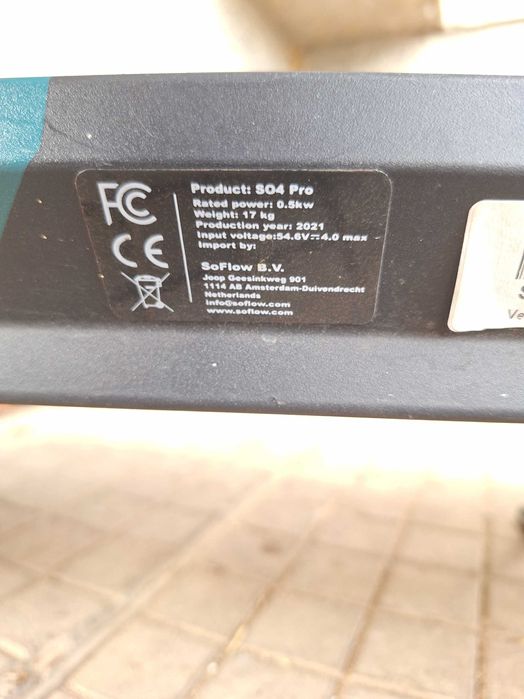 FC
CE
Product: SO4 Pro
Rated power: 0.5kw
Weight: 17 kg
Production year: 2021
Input voltage:54.6V⎓4.0 max
Import by:
SoFlow B.V.
Joop Geesinkweg 901
1114 AB Amsterdam-Duivendrecht
Netherlands
info@soflow.com
www.soflow.com